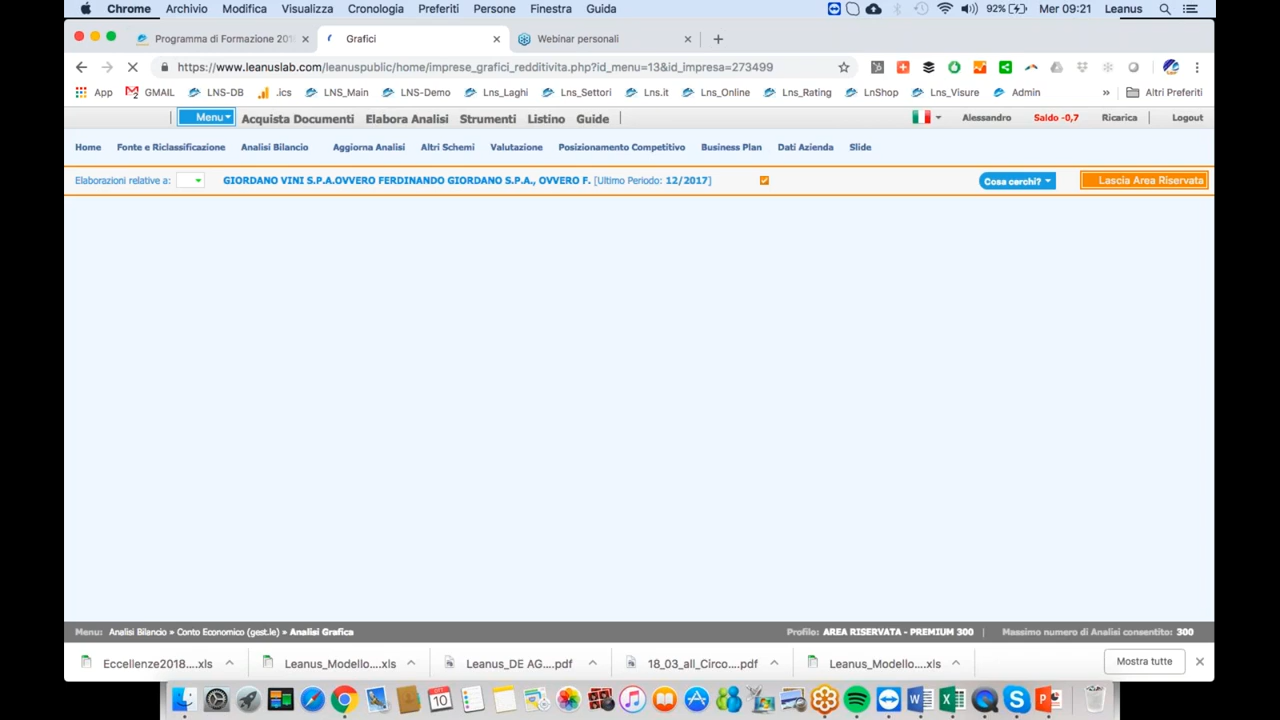 Chrome Archivio Modifica Visualizza Cronologia Preferiti Persone Finestra Guida 92% Mer 09:21 Leanus
Programma di Formazione 201 Grafici Webinar personali
https://www.leanuslab.com/leanuspublic/home/imprese_grafici_redditivita.php?id_menu=13&id_impresa=273499
App GMAIL LNS-DB .ics LNS_Main LNS-Demo Lns_Laghi Lns_Settori Lns.it Lns_Online Lns_Rating LnShop Lns_Visure Admin » Altri Preferiti
Menu Acquista Documenti Elabora Analisi Strumenti Listino Guide Alessandro Saldo -0,7 Ricarica Logout
Home Fonte e Riclassificazione Analisi Bilancio Aggiorna Analisi Altri Schemi Valutazione Posizionamento Competitivo Business Plan Dati Azienda Slide
Elaborazioni relative a: GIORDANO VINI S.P.A.OVVERO FERDINANDO GIORDANO S.P.A., OVVERO F. [Ultimo Periodo: 12/2017] Cosa cerchi? Lascia Area Riservata
Menu: Analisi Bilancio » Conto Economico (gest.le) » Analisi Grafica Profilo: AREA RISERVATA - PREMIUM 300 | Massimo numero di Analisi consentito: 300
Eccellenze2018....xls Leanus_Modello....xls Leanus_DE AG....pdf 18_03_all_Circo....pdf Leanus_Modello....xls Mostra tutte
10